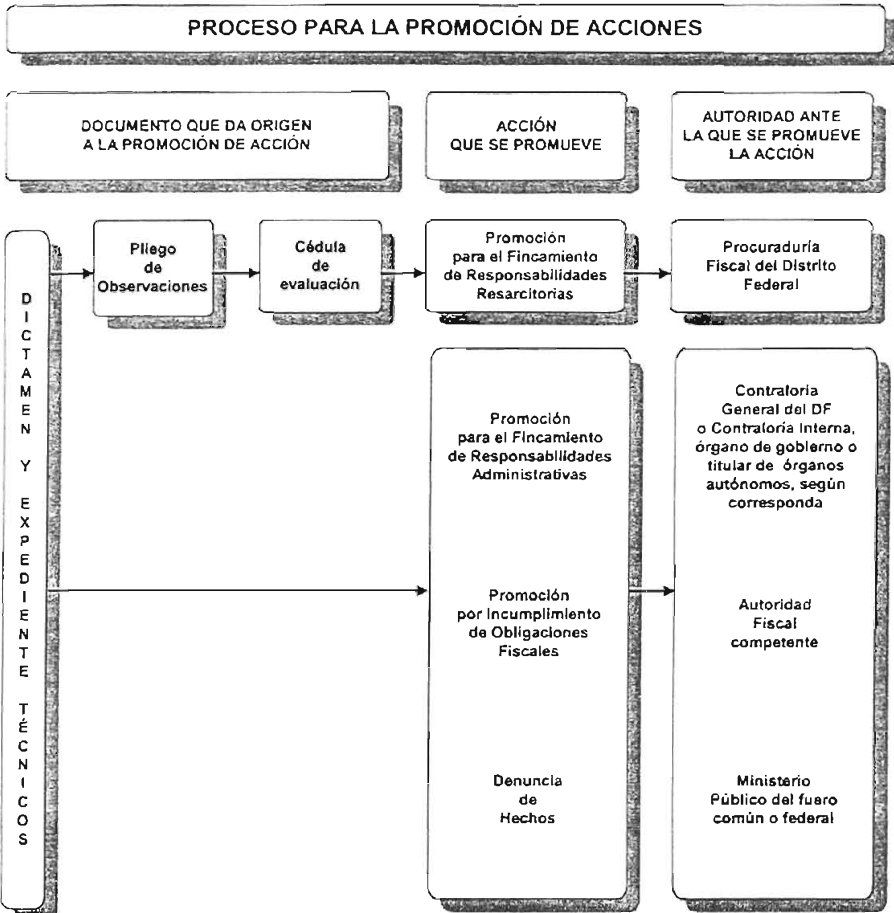 PROCESO PARA LA PROMOCIÓN DE ACCIONES
DOCUMENTO QUE DA ORIGEN
A LA PROMOCIÓN DE ACCIÓN
ACCIÓN
QUE SE PROMUEVE
AUTORIDAD ANTE
LA QUE SE PROMUEVE
LA ACCIÓN
DICTAMEN Y EXPEDIENTE TÉCNICOS
Pliego
de
Observaciones
Cédula
de
evaluación
Promoción
para el Fincamiento
de Responsabilidades
Resarcitorias
Procuraduría
Fiscal del Distrito
Federal
Promoción
para el Fincamiento
de Responsabilidades
Administrativas
Contraloría
General del DF
o Contraloría Interna,
órgano de gobierno o
titular de órganos
autónomos, según
corresponda
Promoción
por Incumplimiento
de Obligaciones
Fiscales
Autoridad
Fiscal
competente
Denuncia
de
Hechos
Ministerio
Público del fuero
común o federal